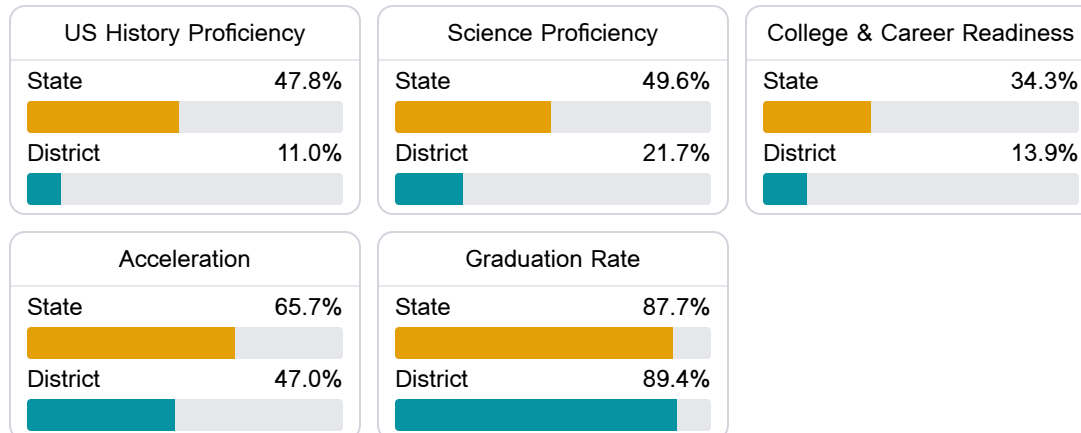 US History Proficiency
State 47.8%
District 11.0%
Science Proficiency
State 49.6%
District 21.7%
College & Career Readiness
State 34.3%
District 13.9%
Acceleration
State 65.7%
District 47.0%
Graduation Rate
State 87.7%
District 89.4%